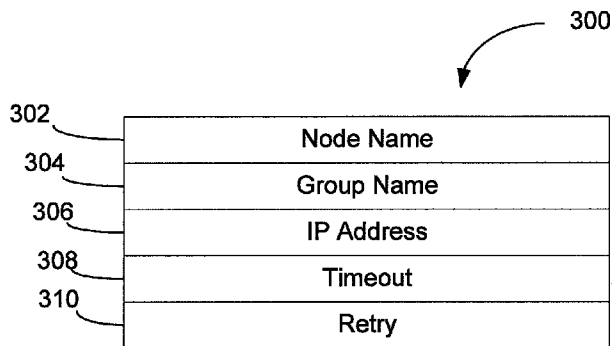 300
302 Node Name
304 Group Name
306 IP Address
308 Timeout
310 Retry